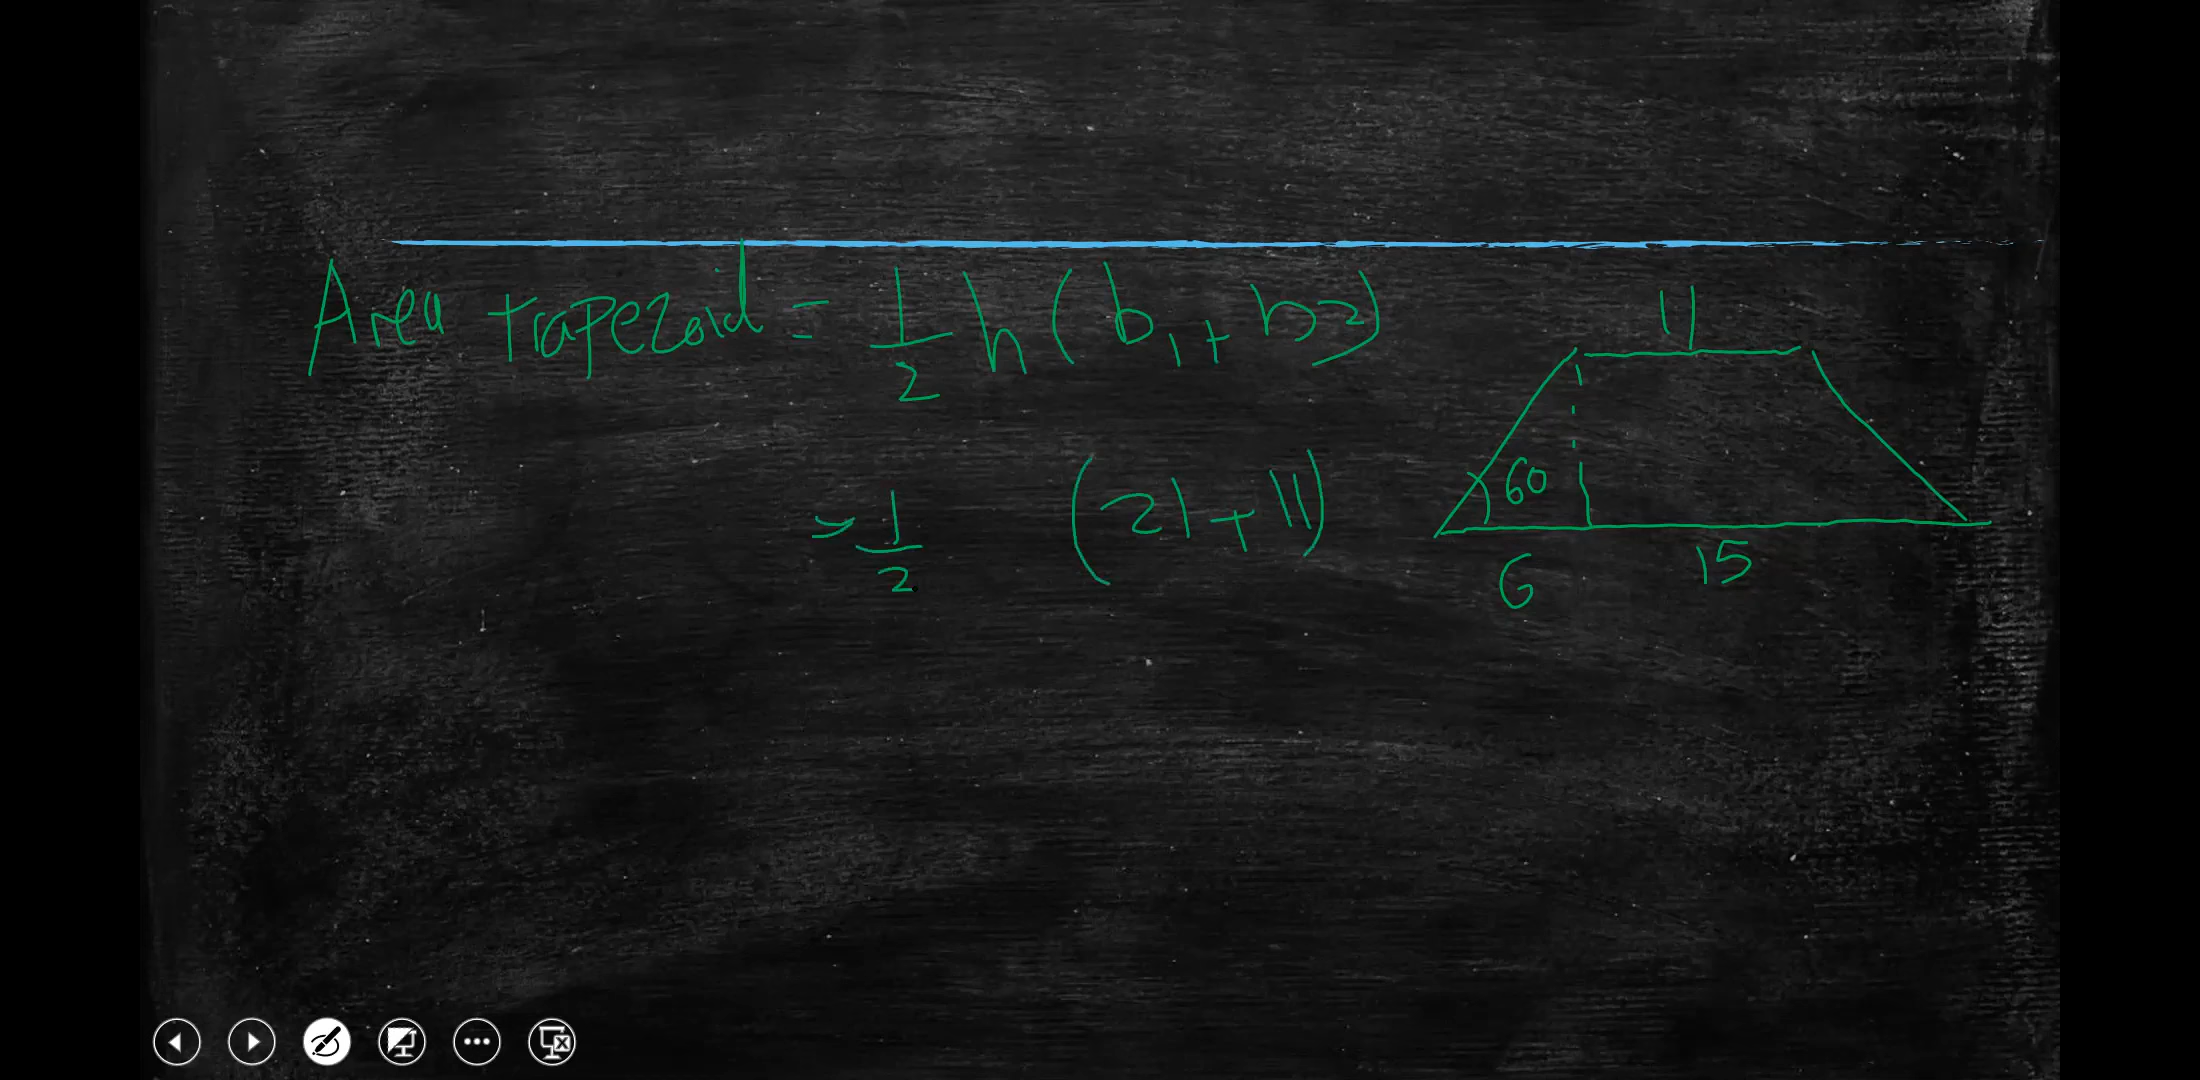 Area trapezoid = 1/2 h (b1 + b2)
= 1/2 (21 + 11)
11
60
6
15